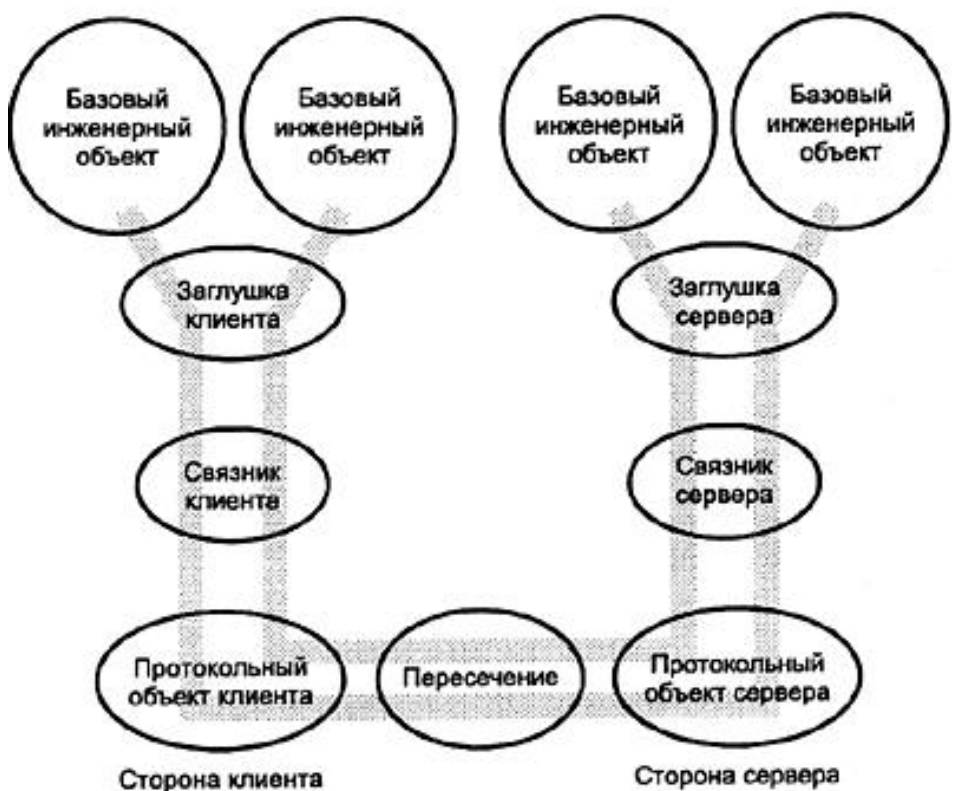 Базовый
инженерный
объект
Базовый
инженерный
объект
Базовый
инженерный
объект
Базовый
инженерный
объект
Заглушка
клиента
Заглушка
сервера
Связник
клиента
Связник
сервера
Протокольный
объект клиента
Пересечение
Протокольный
объект сервера
Сторона клиента
Сторона сервера